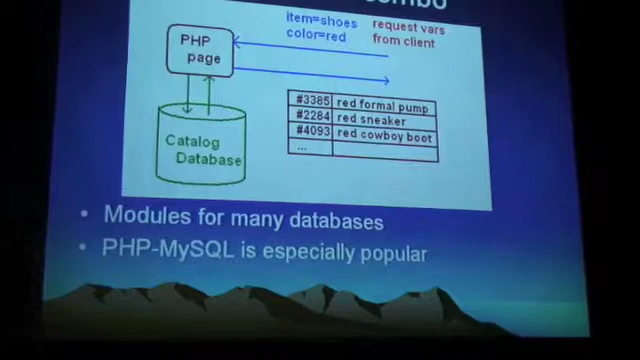 PHP
page
item=shoes
color=red
request vars
from client
#3385 red formal pump
#2284 red sneaker
#4093 red cowboy boot
...
Catalog
Database
• Modules for many databases
• PHP-MySQL is especially popular